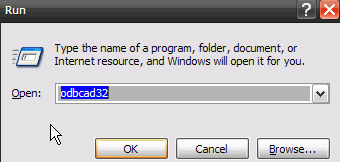 Run
Type the name of a program, folder, document, or
Internet resource, and Windows will open it for you.
Open: odbcad32
OK Cancel Browse...